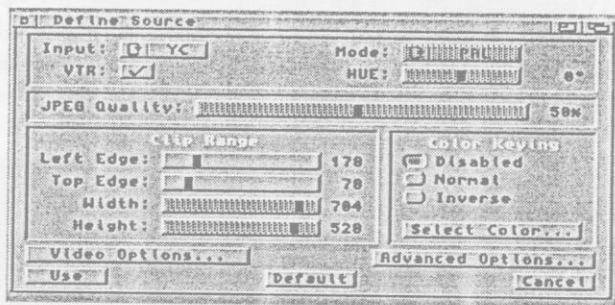 Define Source
Input: YC
Mode: PAL
VTR:
HUE: 0°
JPEG Quality: 50%
Clip Range
Left Edge: 178
Top Edge: 78
Width: 704
Height: 528
Color Keying
Disabled
Normal
Inverse
Select Color...
Video Options...
Advanced Options...
Use
Default
Cancel